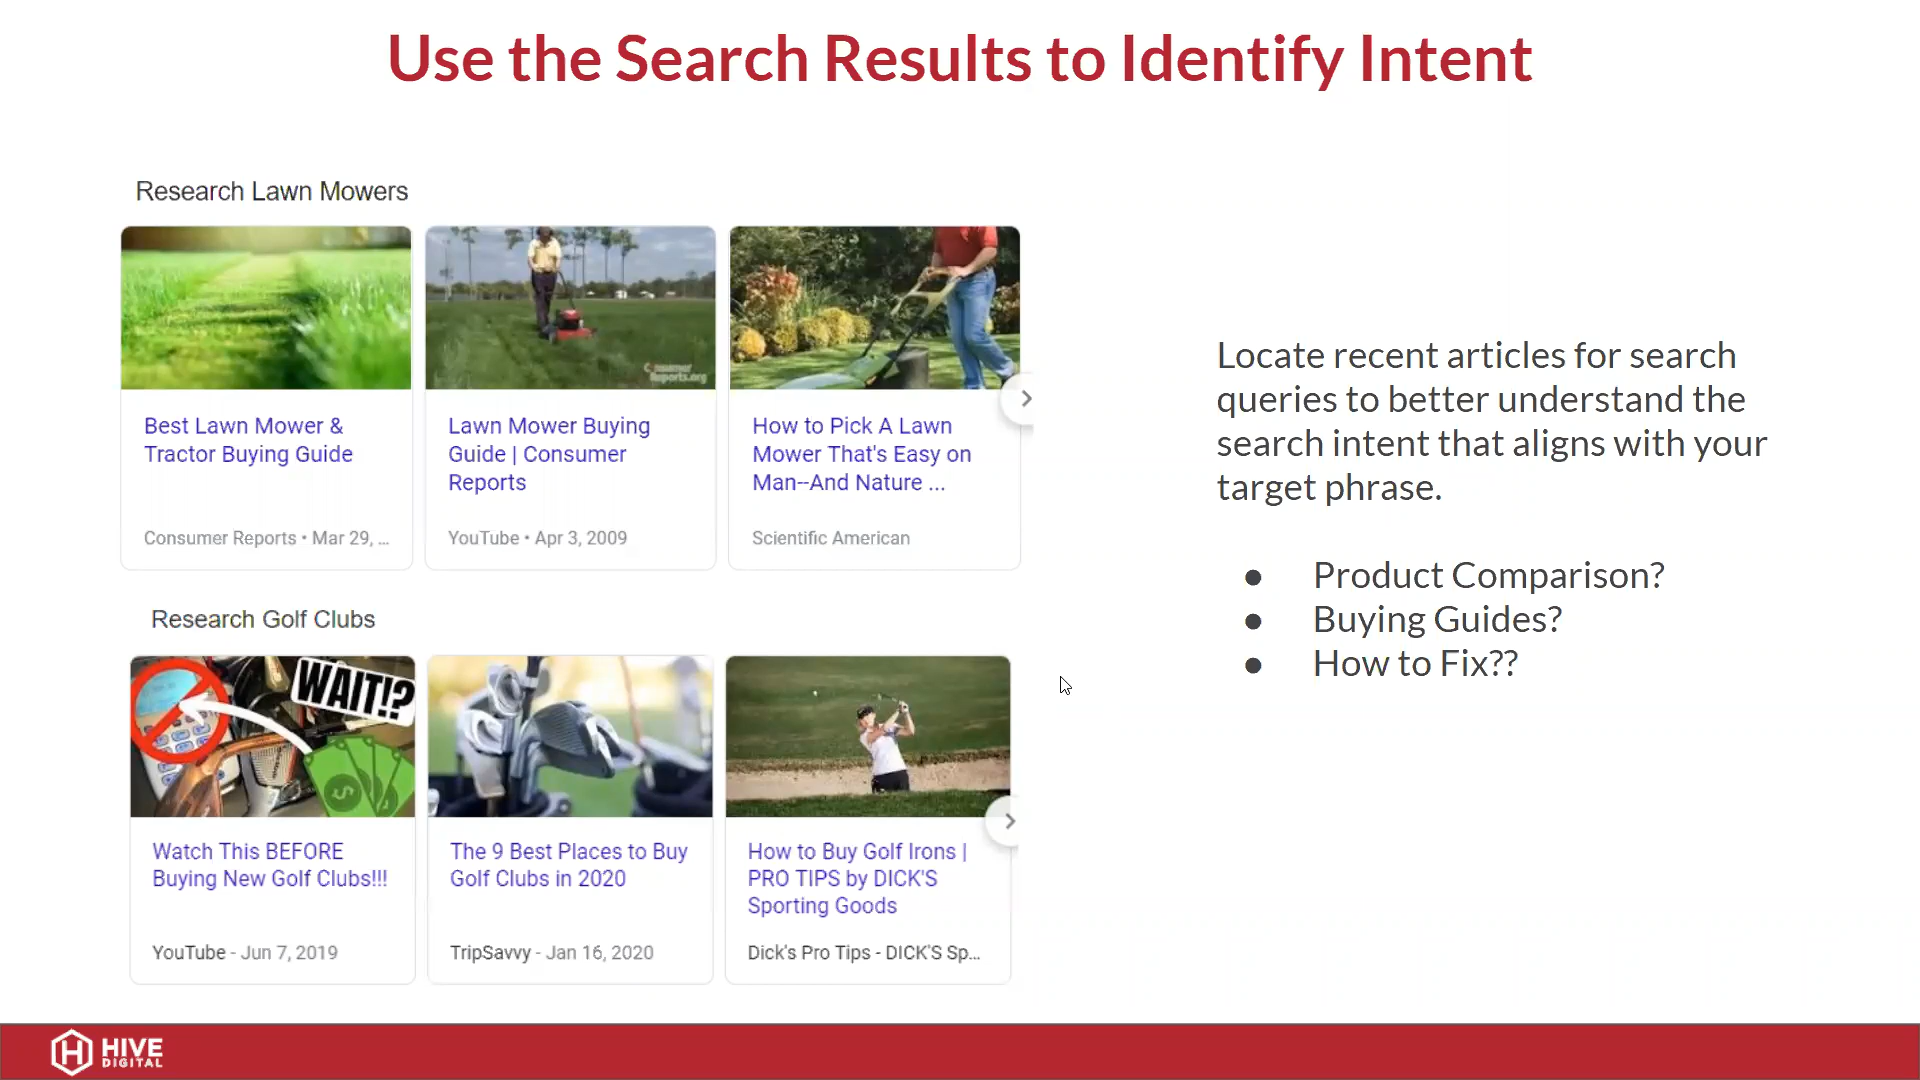 Use the Search Results to Identify Intent
Research Lawn Mowers
Consumer
Reports.org
Best Lawn Mower &
Tractor Buying Guide
Consumer Reports • Mar 29, ...
Lawn Mower Buying
Guide | Consumer
Reports
YouTube • Apr 3, 2009
How to Pick A Lawn
Mower That's Easy on
Man--And Nature ...
Scientific American
Research Golf Clubs
WAIT!?
Watch This BEFORE
Buying New Golf Clubs!!!
YouTube - Jun 7, 2019
The 9 Best Places to Buy
Golf Clubs in 2020
TripSavvy - Jan 16, 2020
How to Buy Golf Irons |
PRO TIPS by DICK'S
Sporting Goods
Dick's Pro Tips - DICK'S Sp...
Locate recent articles for search
queries to better understand the
search intent that aligns with your
target phrase.
● Product Comparison?
● Buying Guides?
● How to Fix??
HIVE
DIGITAL